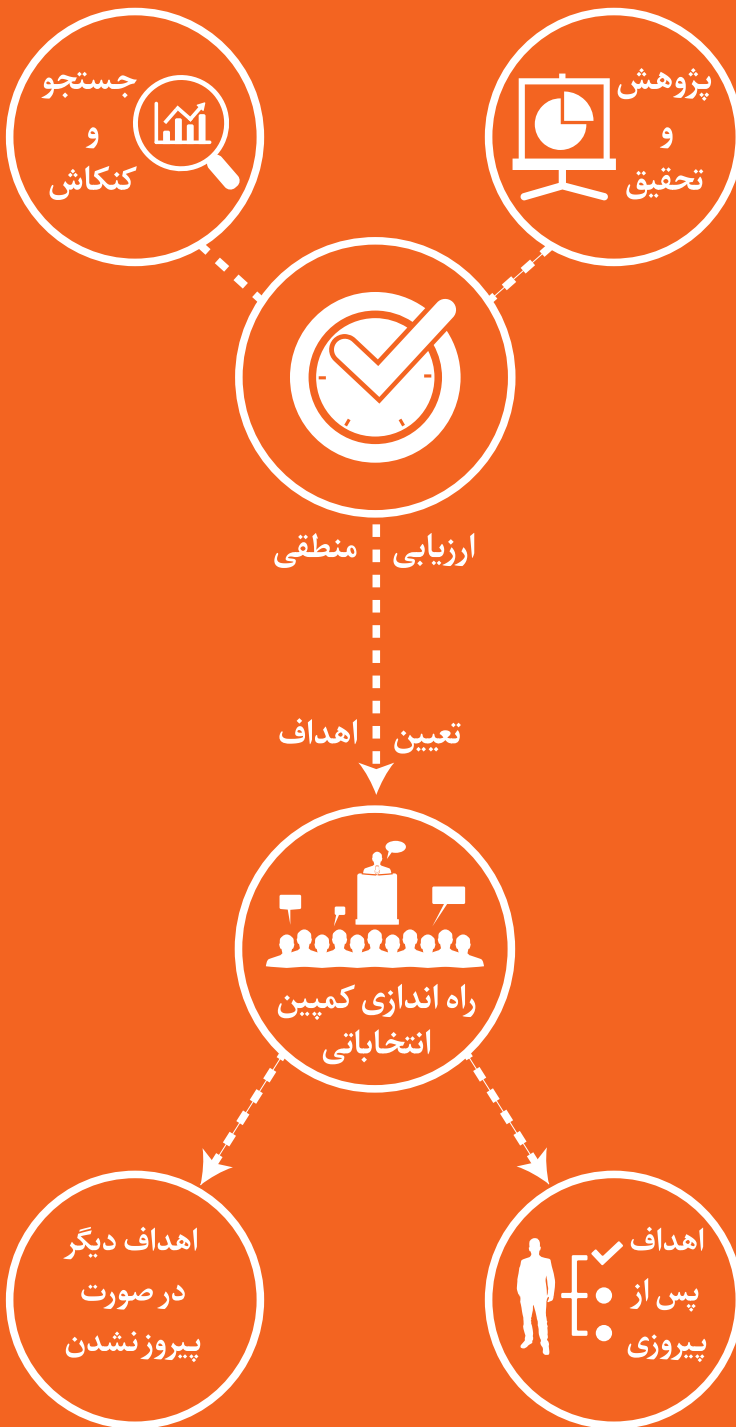 پژوهش
و
تحقیق
جستجو
و
کنکاش
ارزیابی منطقی
تعیین اهداف
راه اندازی کمپین
انتخاباتی
اهداف
پس از
پیروزی
اهداف دیگر
در صورت
پیروز نشدن